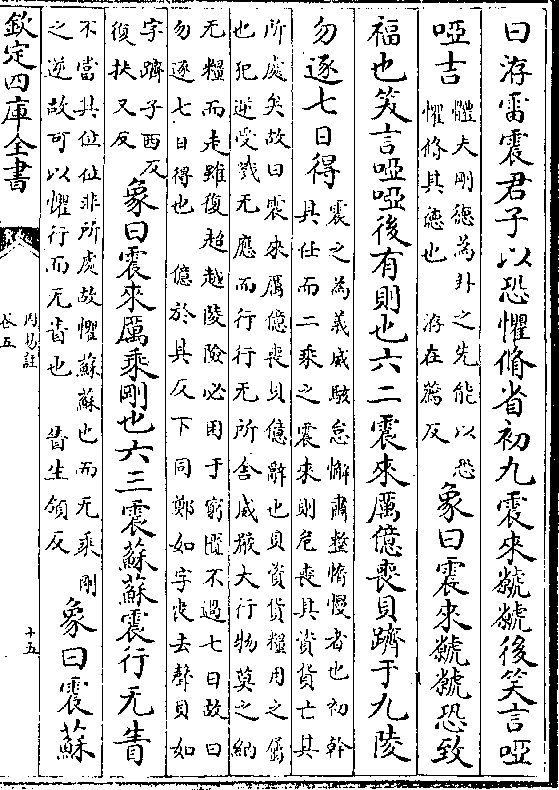 曰洊雷震君子以恐懼脩省初九震來虩虩後笑言啞
啞吉體夫剛德為卦之先能以恐
懼脩其德也　洊在薦反象曰震來虩虩恐致
福也笑言啞啞後有則也六二震來厲億喪貝躋于九陵
勿逐七日得震之為義威駭怠懈肅整惰慢者也初幹
其任而二乗之震來則危喪其資貨亡其
所處矣故曰震來厲億喪貝億辭也貝資貨糧用之屬
也犯逆受戮无應而行行无所舍威嚴大行物莫之納
无糧而走雖復超越陵險必困于窮匱不過七日故曰
勿逐七日得也　億於其反下同鄭如字喪去聲貝如
字躋子西反
復扶又反象曰震來厲乗剛也六三震蘇蘇震行无眚
不當其位位非所處故懼蘇蘇也而无乗剛
之逆故可以懼行而无眚也　眚生領反象曰震蘇
欽定四庫全書
周易註
卷五
十五